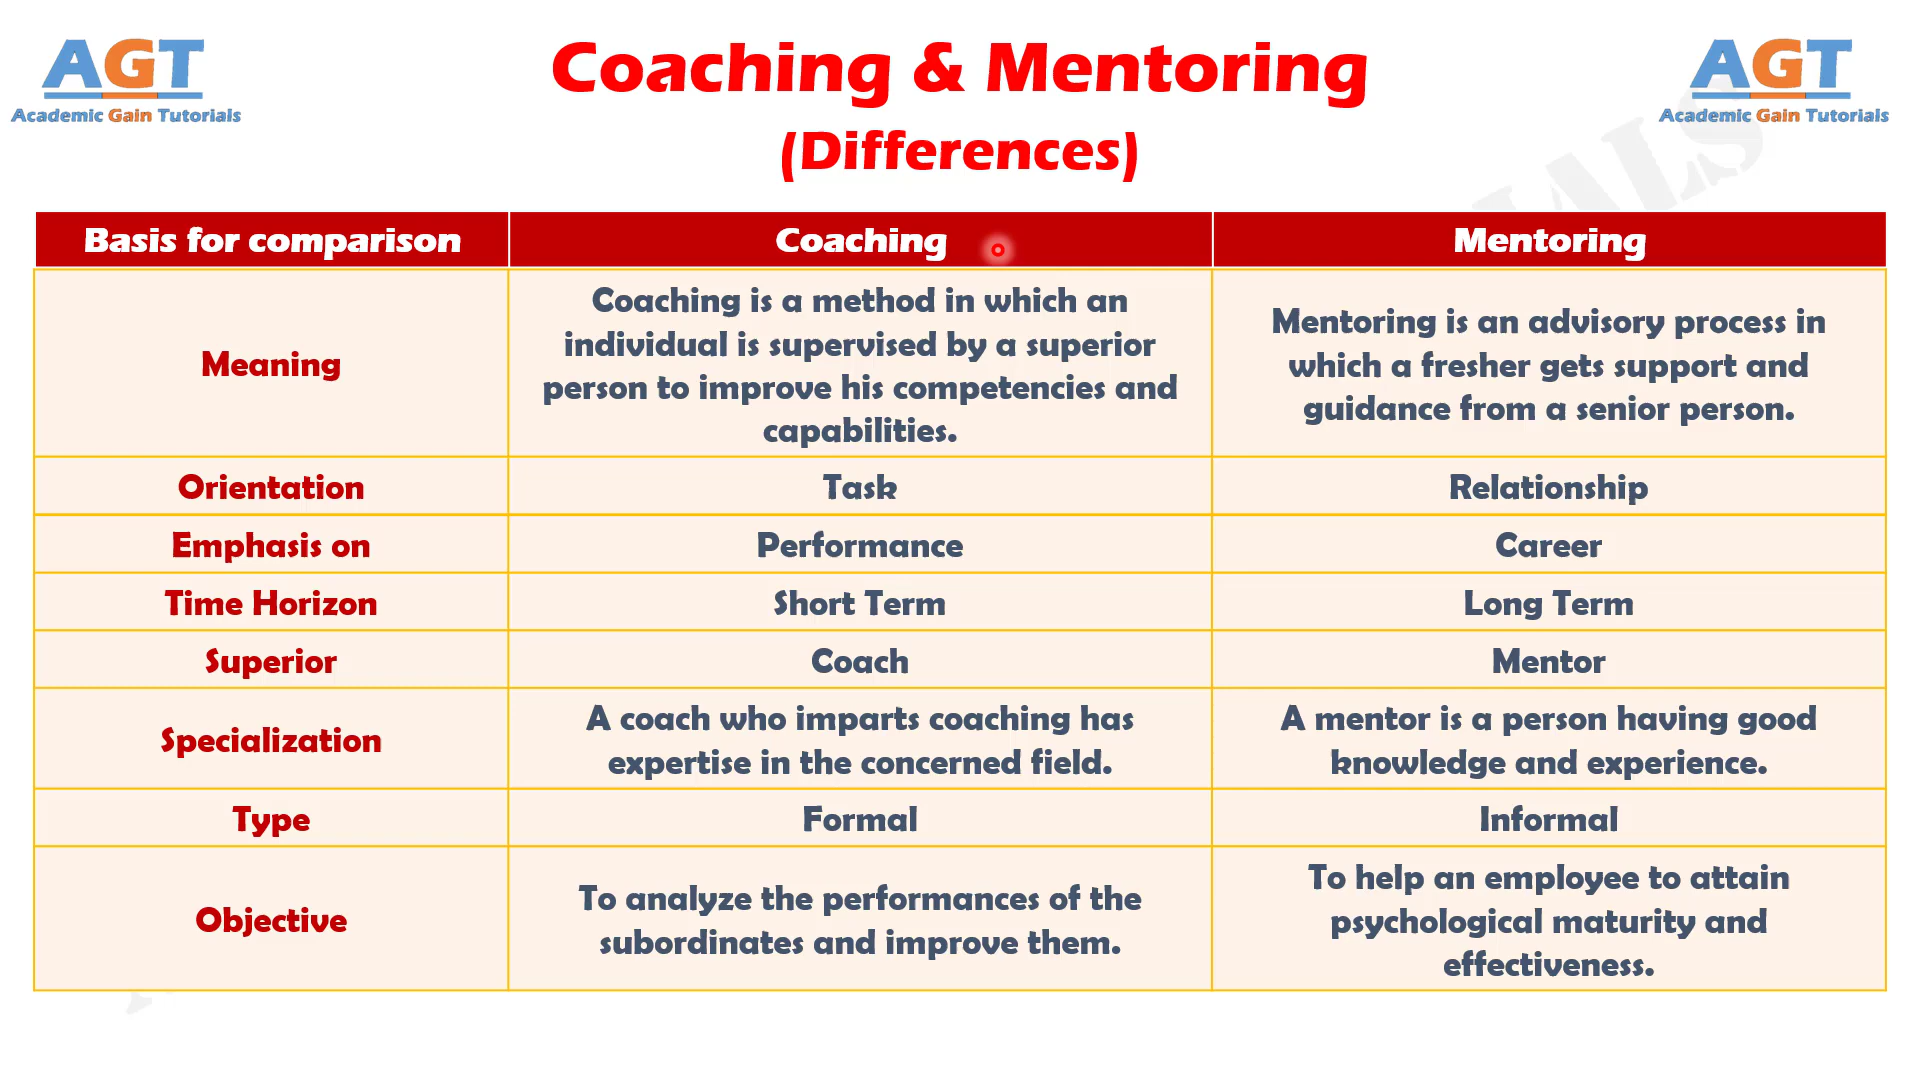 AGT
Academic Gain Tutorials
Coaching & Mentoring
(Differences)
AGT
Academic Gain Tutorials
Basis for comparison
Coaching
Mentoring
Meaning
Coaching is a method in which an
individual is supervised by a superior
person to improve his competencies and
capabilities.
Mentoring is an advisory process in
which a fresher gets support and
guidance from a senior person.
Orientation
Task
Relationship
Emphasis on
Performance
Career
Time Horizon
Short Term
Long Term
Superior
Coach
Mentor
Specialization
A coach who imparts coaching has
expertise in the concerned field.
A mentor is a person having good
knowledge and experience.
Type
Formal
Informal
Objective
To analyze the performances of the
subordinates and improve them.
To help an employee to attain
psychological maturity and
effectiveness.